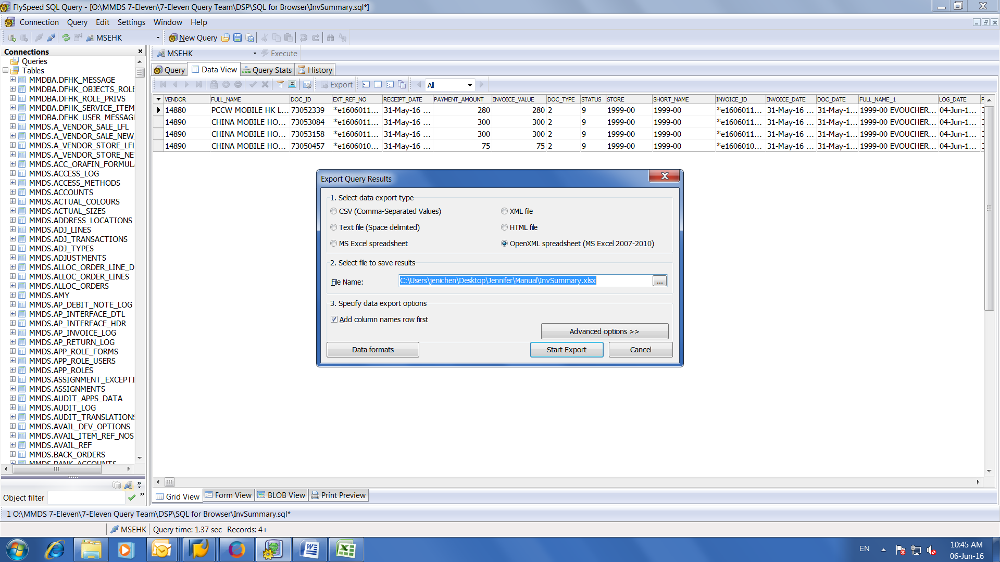 FlySpeed SQL Query - [O:\MMDS 7-Eleven\7-Eleven Query Team\DSP\SQL for Browser\InvSummary.sql*]
Connection Query Edit Settings Window Help
MSEHK New Query
Connections
MSEHK Execute
Queries
Tables
MMDBA.DFHK_MESSAGE
MMDBA.DFHK_OBJECTS_ROLE
MMDBA.DFHK_ROLE_PRIVS
MMDBA.DFHK_SERVICE_ITEM
MMDBA.DFHK_USER_MESSAG
MMDS.A_VENDOR_SALE_LFL
MMDS.A_VENDOR_SALE_NEW_
MMDS.A_VENDOR_STORE_LFL
MMDS.A_VENDOR_STORE_NE
MMDS.ACC_ORAFIN_FORMULA
MMDS.ACCESS_LOG
MMDS.ACCESS_METHODS
MMDS.ACCOUNTS
MMDS.ACTUAL_COLOURS
MMDS.ACTUAL_SIZES
MMDS.ADDRESS_LOCATIONS
MMDS.ADJ_LINES
MMDS.ADJ_TRANSACTIONS
MMDS.ADJ_TYPES
MMDS.ADJUSTMENTS
MMDS.ALLOC_ORDER_LINE_D
MMDS.ALLOC_ORDER_LINES
MMDS.ALLOC_ORDERS
MMDS.AMY
MMDS.AP_DEBIT_NOTE_LOG
MMDS.AP_INTERFACE_DTL
MMDS.AP_INTERFACE_HDR
MMDS.AP_INVOICE_LOG
MMDS.AP_RETURN_LOG
MMDS.APP_ROLE_FORMS
MMDS.APP_ROLE_USERS
MMDS.APP_ROLES
MMDS.ASSIGNMENT_EXCEPTI
MMDS.ASSIGNMENTS
MMDS.AUDIT_APPS_DATA
MMDS.AUDIT_LOG
MMDS.AUDIT_TRANSLATIONS
MMDS.AVAIL_DEV_OPTIONS
MMDS.AVAIL_ITEM_REF_NOS
MMDS.AVAIL_REF
MMDS.BACK_ORDERS
MMDS.BANK_ACCOUNTS
Object filter
Query Data View Query Stats History
Export All
VENDOR FULL_NAME DOC_ID EXT_REF_NO RECEIPT_DATE PAYMENT_AMOUNT INVOICE_VALUE DOC_TYPE STATUS STORE SHORT_NAME INVOICE_ID INVOICE_DATE DOC_DATE FULL_NAME_1 LOG_DATE P
14880 PCCW MOBILE HK L... 73052339 *e1606011... 31-May-16 ... 280 280 2 9 1999-00 1999-00 *e1606011... 31-May-16 ... 31-May-1... 1999-00 EVOUCHER... 04-Jun-1...
14890 CHINA MOBILE HO... 73053084 *e1606011... 31-May-16 ... 300 300 2 9 1999-00 1999-00 *e1606011... 31-May-16 ... 31-May-1... 1999-00 EVOUCHER... 04-Jun-1...
14890 CHINA MOBILE HO... 73053158 *e1606011... 31-May-16 ... 300 300 2 9 1999-00 1999-00 *e1606011... 31-May-16 ... 31-May-1... 1999-00 EVOUCHER... 04-Jun-1...
14890 CHINA MOBILE HO... 73050457 *e1606010... 31-May-16 ... 75 75 2 9 1999-00 1999-00 *e1606010... 31-May-16 ... 31-May-1... 1999-00 EVOUCHER... 04-Jun-1...
Export Query Results
1. Select data export type
CSV (Comma-Separated Values) XML file
Text file (Space delimited) HTML file
MS Excel spreadsheet OpenXML spreadsheet (MS Excel 2007-2010)
2. Select file to save results
File Name: C:\Users\jenichen\Desktop\Jennifer\Manual\InvSummary.xlsx ...
3. Specify data export options
Add column names row first
Advanced options >>
Data formats Start Export Cancel
Grid View Form View BLOB View Print Preview
1 O:\MMDS 7-Eleven\7-Eleven Query Team\DSP\SQL for Browser\InvSummary.sql*
MSEHK Query time: 1.37 sec Records: 4+
EN 10:45 AM
06-Jun-16